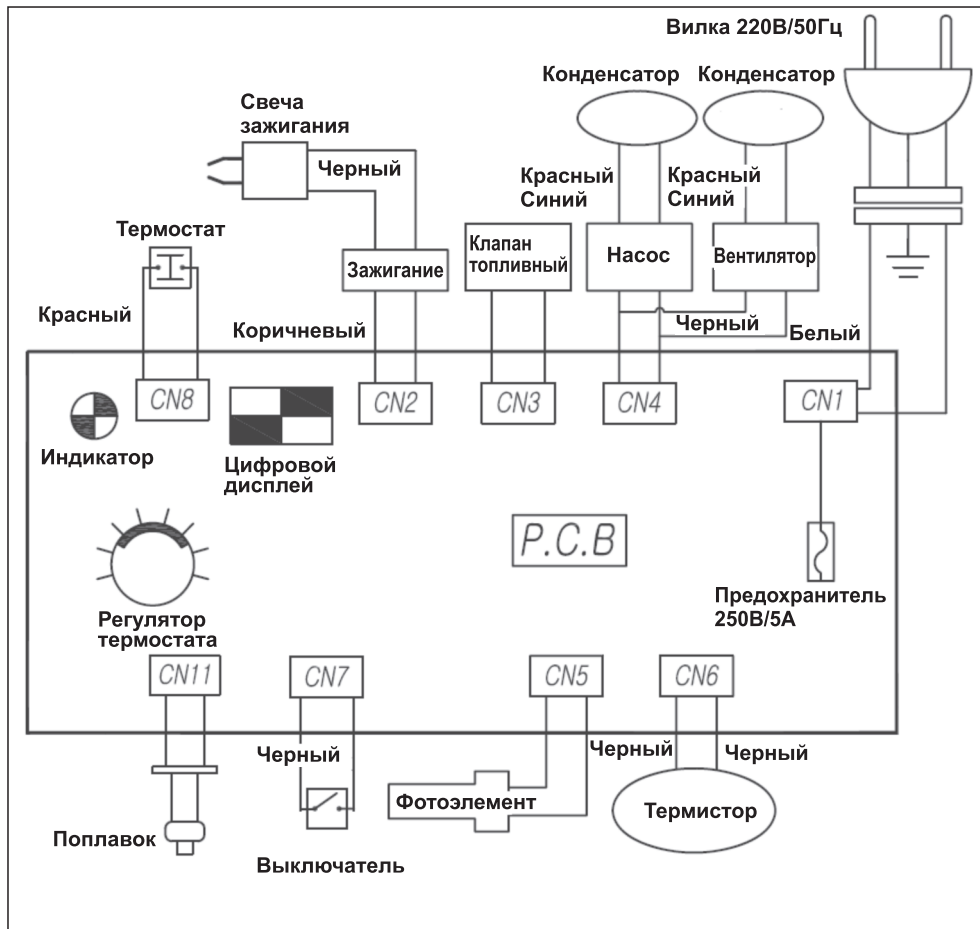 Вилка 220В/50Гц
Конденсатор
Конденсатор
Свеча
зажигания
Черный
Красный
Синий
Красный
Синий
Термостат
Зажигание
Клапан
топливный
Насос
Вентилятор
Красный
Коричневый
Черный
Белый
CN8
CN2
CN3
CN4
CN1
Индикатор
Цифровой
дисплей
P.C.B
Предохранитель
250В/5А
Регулятор
термостата
CN11
CN7
CN5
CN6
Черный
Черный
Черный
Фотоэлемент
Термистор
Поплавок
Выключатель